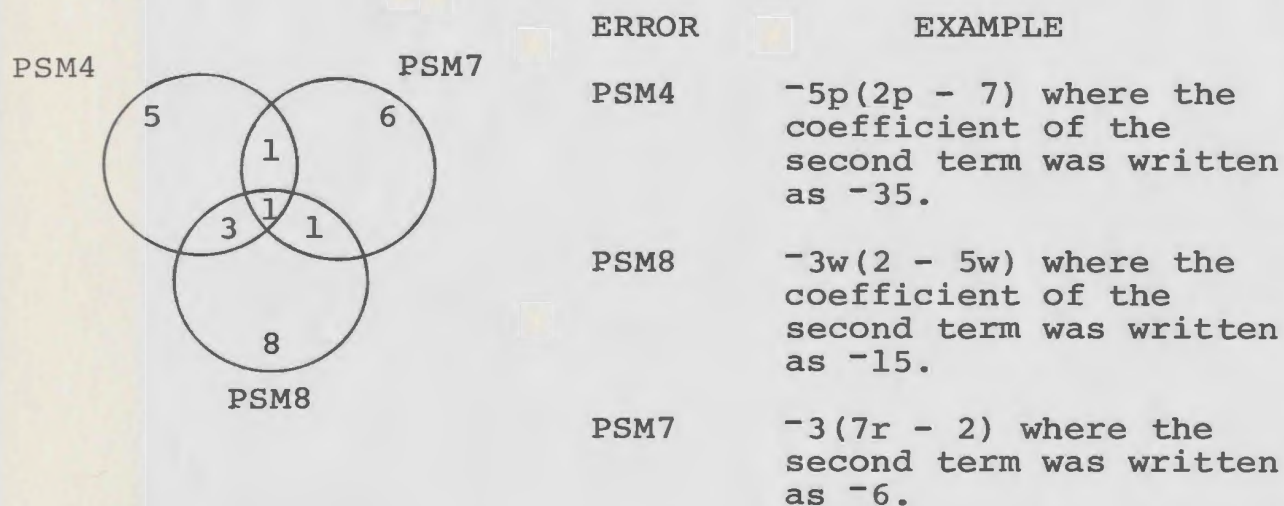 PSM4
PSM7
5
6
1
1
3
1
8
PSM8
ERROR EXAMPLE
PSM4 ⁻5p(2p - 7) where the
coefficient of the
second term was written
as ⁻35.
PSM8 ⁻3w(2 - 5w) where the
coefficient of the
second term was written
as ⁻15.
PSM7 ⁻3(7r - 2) where the
second term was written
as ⁻6.